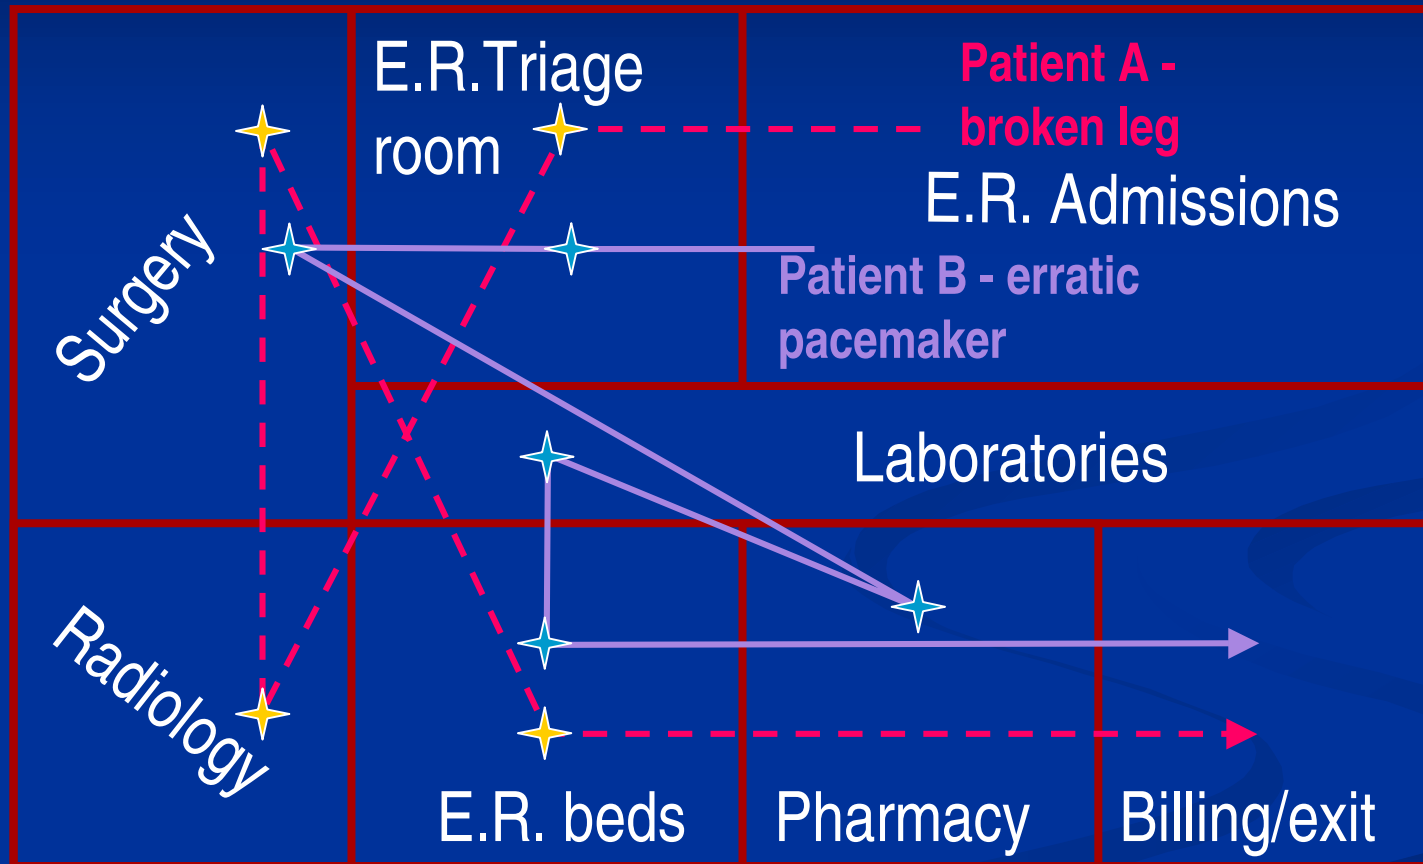 E.R.Triage
room
Patient A -
broken leg
E.R. Admissions
Surgery
Patient B - erratic
pacemaker
Laboratories
Radiology
E.R. beds
Pharmacy
Billing/exit